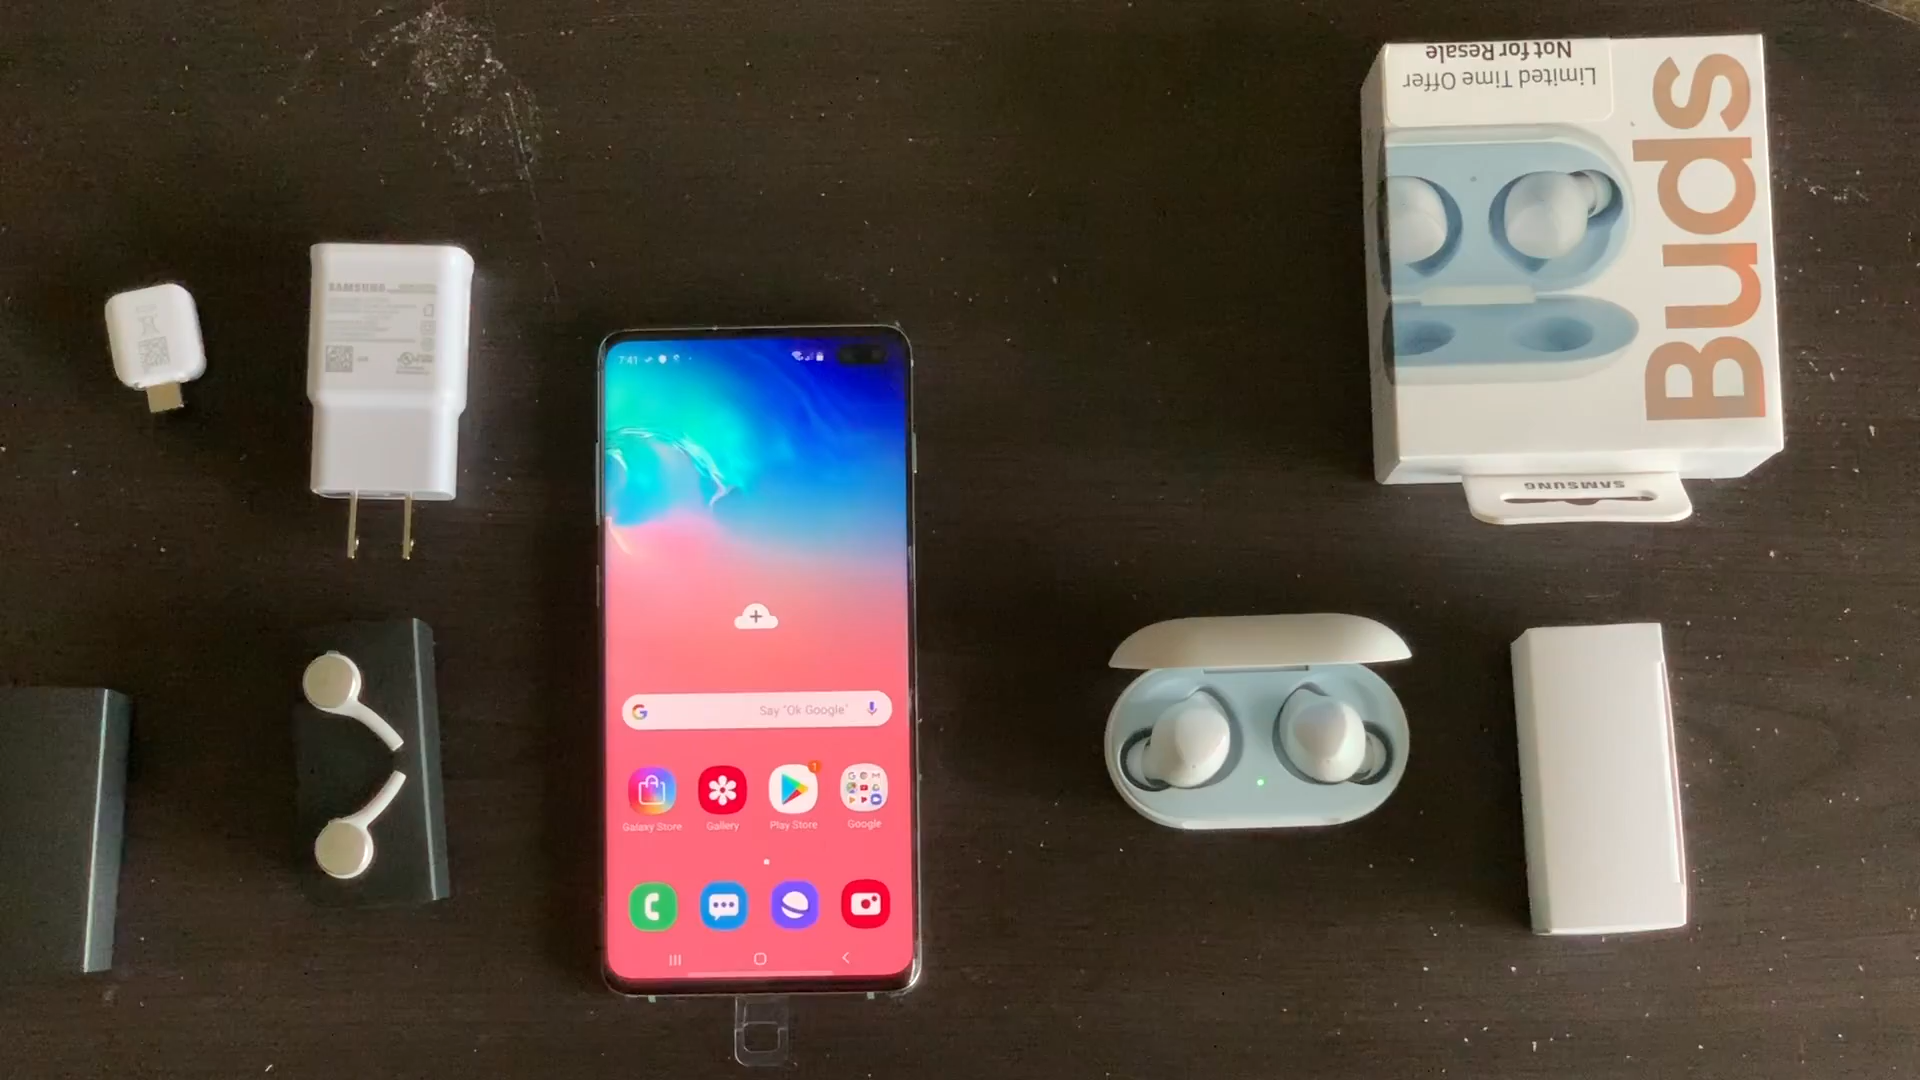 SAMSUNG
7:41
Say "Ok Google"
1
Galaxy Store
Gallery
Play Store
Google
Limited Time Offer
Not for Resale
Buds
SAMSUNG